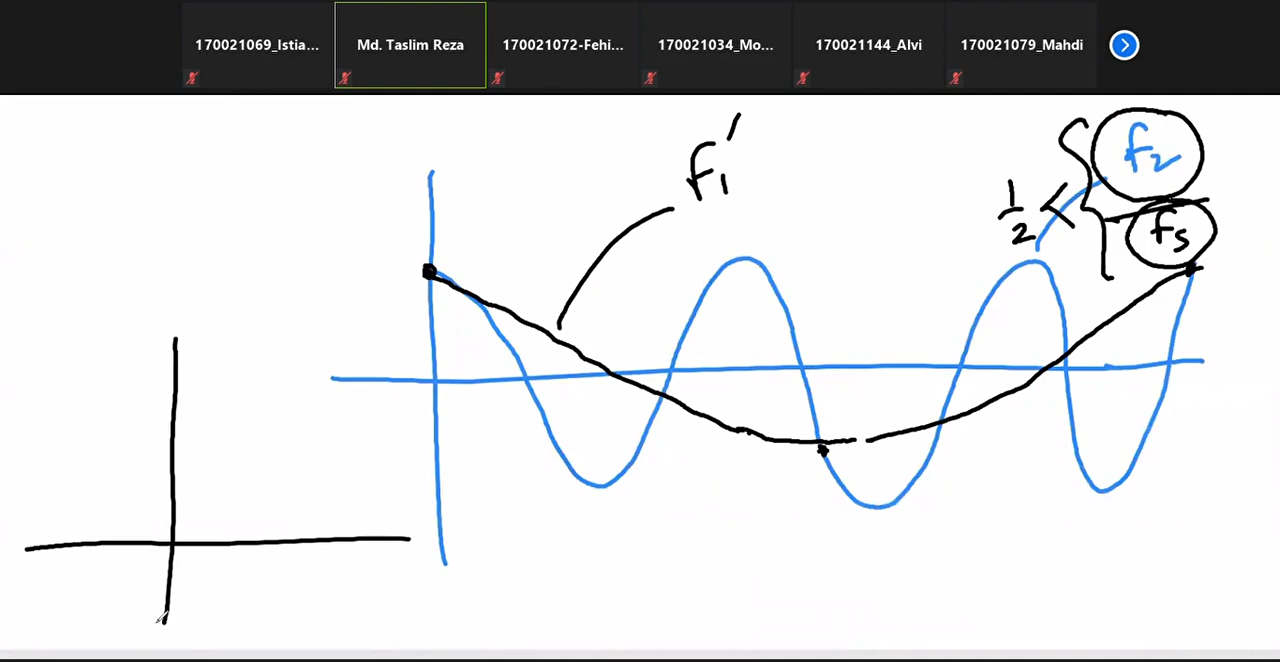 170021069_Istia... Md. Taslim Reza 170021072-Fehi... 170021034_Mo... 170021144_Alvi 170021079_Mahdi
f₁′
f₂
1/2 <
fₛ